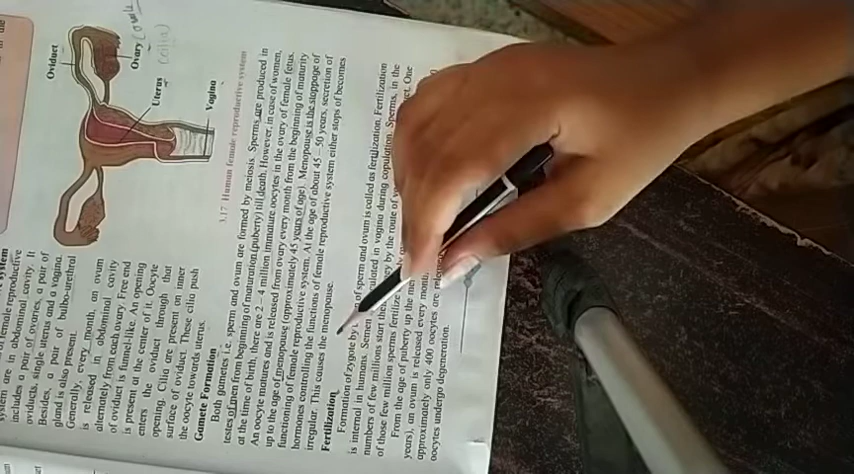 Oviduct
Ovary
Uterus
Vagina
3.17 Human female reproductive system
system are in abdominal cavity. It
includes a pair of ovaries, a pair of
oviducts, single uterus and a vagina.
Besides, a pair of bulbo-urethral
gland is also present.
Generally, every month, an ovum
is released in abdominal cavity
alternately from each ovary. Free end
of oviduct is funnel-like. An opening
is present at the center of it. Oocyte
enters the oviduct through that
opening. Cilia are present on inner
surface of oviduct. These cilia push
the oocyte towards uterus.
Gamete Formation
Both gametes i.e. sperm and ovum are formed by meiosis. Sperms are produced in
testes of men from beginning of maturation (puberty) till death. However, in case of women,
at the time of birth, there are 2 – 4 million immature oocytes in the ovary of female fetus.
An oocyte matures and is released from ovary every month from the beginning of maturity
up to the age of menopause (approximately 45 years of age). Menopause is the stoppage of
functioning of female reproductive system. At the age of about 45 – 50 years, secretion of
hormones controlling the functions of female reproductive system either stops or becomes
irregular. This causes the menopause.
Fertilization
Formation of zygote by of sperm and ovum is called as fertilization. Fertilization
is internal in humans. Semen in vagina during copulation. Sperms, in the
numbers of few millions start by the route of
of those few million sperms fertilize One
From the age of puberty up the
years), an ovum is released every month
approximately only 400 oocytes are
oocytes undergo degeneration.